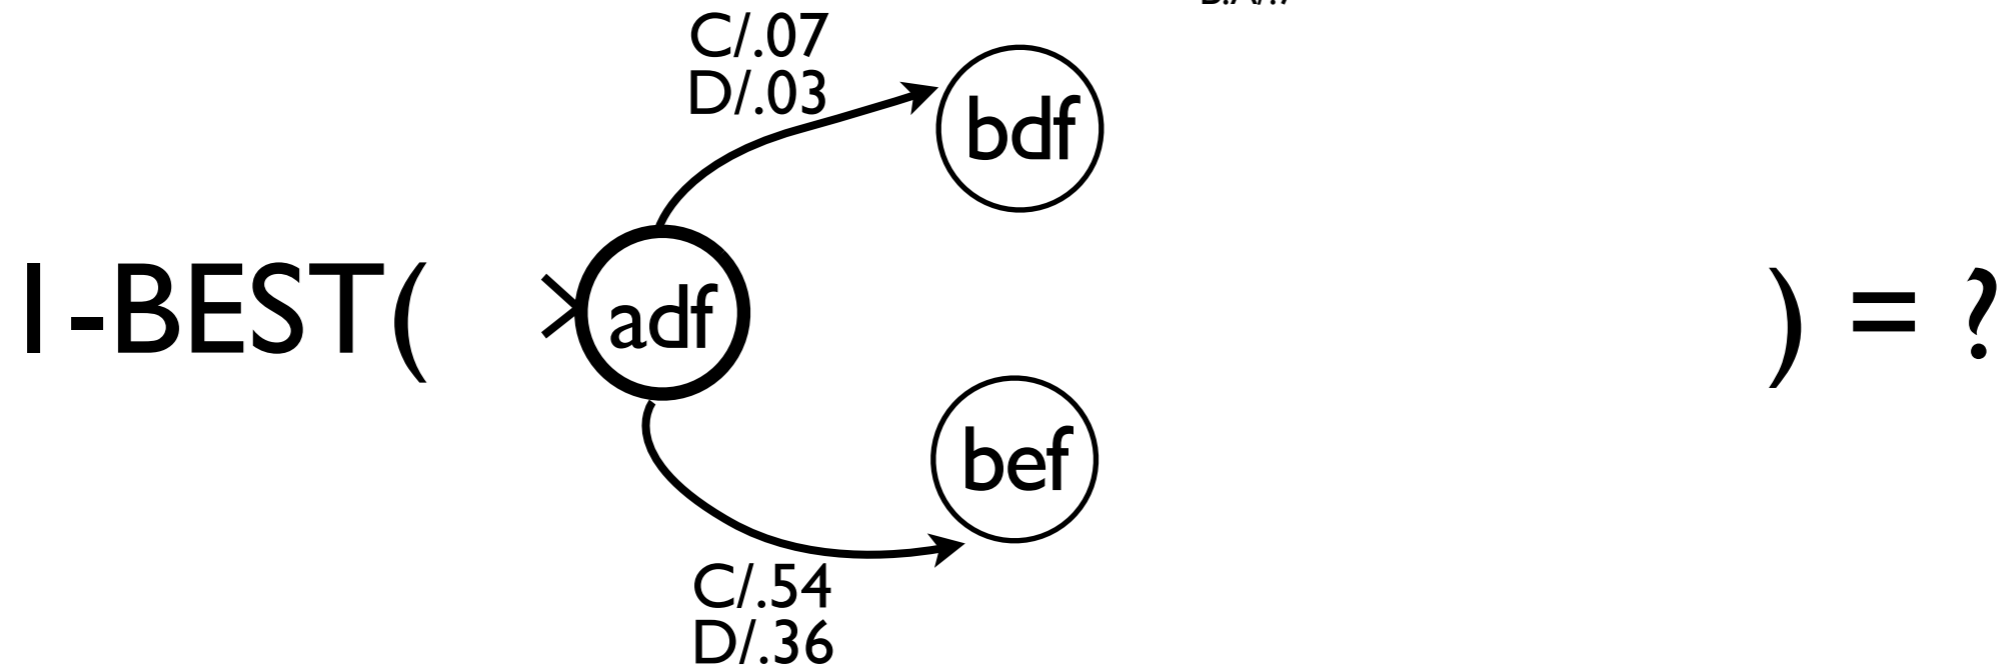 C/.07
D/.03
bdf
1-BEST( adf ) = ?
bef
C/.54
D/.36